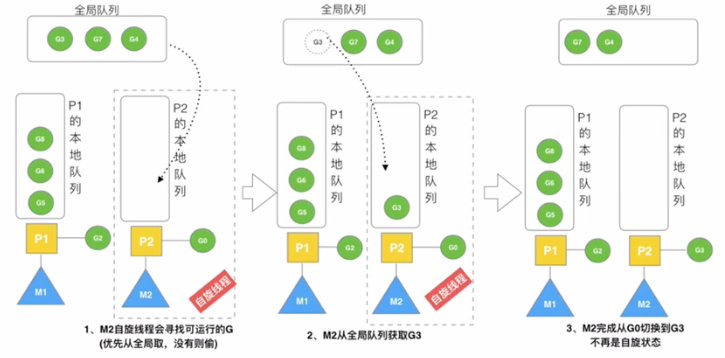 全局队列
G3 G7 G4
P1的本地队列
P2的本地队列
G8
G6
G5
P1
G2
P2
G0
M1
M2
自旋线程
1、M2自旋线程会寻找可运行的G
(优先从全局取，没有则偷)
全局队列
G3 G7 G4
P1的本地队列
P2的本地队列
G8
G6
G5
G3
P1
G2
P2
G0
M1
M2
自旋线程
2、M2从全局队列获取G3
全局队列
G7 G4
P1的本地队列
P2的本地队列
G8
G6
G5
P1
G2
P2
G3
M1
M2
3、M2完成从G0切换到G3
不再是自旋状态